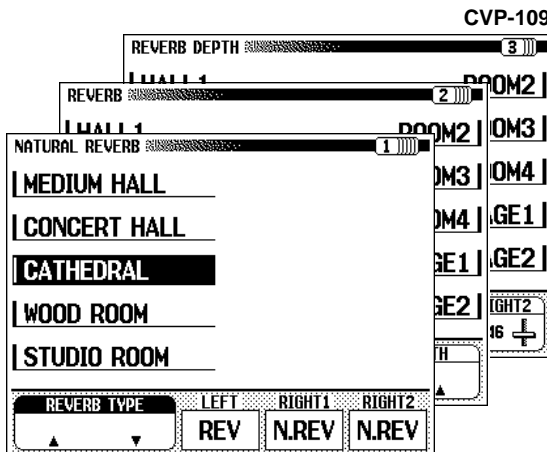 CVP-109
REVERB DEPTH 3
HALL 1 ROOM2
REVERB 2
HALL 1 ROOM2 OM3
NATURAL REVERB 1
MEDIUM HALL OM3 OM4
CONCERT HALL OM4 GE1
CATHEDRAL GE1 GE2
WOOD ROOM GE2 IGHT2
STUDIO ROOM TH
REVERB TYPE LEFT RIGHT1 RIGHT2
REV N.REV N.REV